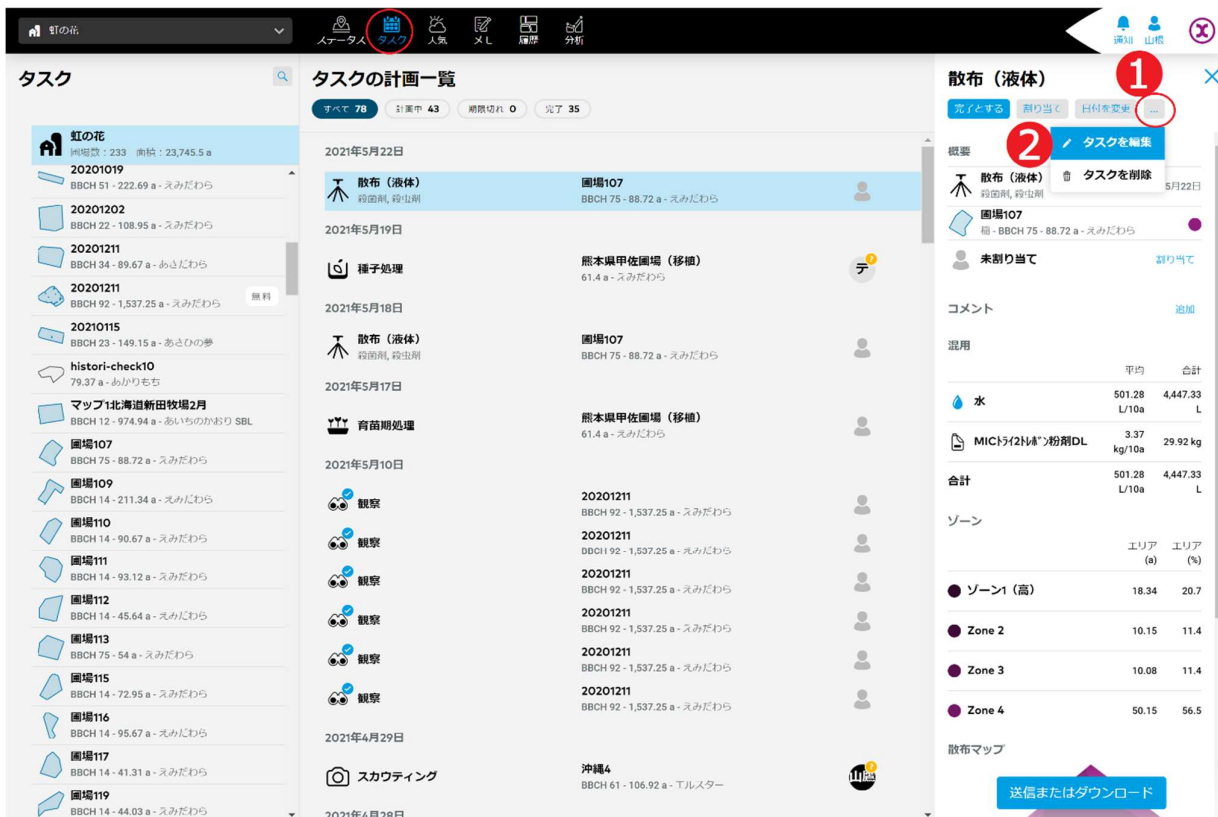 虹の花
ステータス
タスク
人気
メし
履歴
分析
通知
山根
タスク
虹の花
圃場数：233 面積：23,745.5 a
20201019
BBCH 51 - 222.69 a - えみだわら
20201202
BBCH 22 - 108.95 a - えみだわら
20201211
BBCH 34 - 89.67 a - あさだわら
20201211
BBCH 92 - 1,537.25 a - えみだわら
無料
20210115
BBCH 23 - 149.15 a - あさひの夢
histori-check10
79.37 a - あかりもち
マップ1北海道新田牧場2月
BBCH 12 - 974.94 a - あいちのかおり SBL
圃場107
BBCH 75 - 88.72 a - えみだわら
圃場109
BBCH 14 - 211.34 a - えみだわら
圃場110
BBCH 14 - 90.67 a - えみだわら
圃場111
BBCH 14 - 93.12 a - えみだわら
圃場112
BBCH 14 - 45.64 a - えみだわら
圃場113
BBCH 75 - 54 a - えみだわら
圃場115
BBCH 14 - 72.95 a - えみだわら
圃場116
BBCH 14 - 95.67 a - えみだわら
圃場117
BBCH 14 - 41.31 a - えみだわら
圃場119
BBCH 14 - 44.03 a - えみだわら
タスクの計画一覧
すべて 78
計画中 43
期限切れ 0
完了 35
2021年5月22日
散布（液体） 圃場107
殺菌剤, 殺虫剤 BBCH 75 - 88.72 a - えみだわら
2021年5月19日
種子処理 熊本県甲佐圃場（移植）
61.4 a - えみだわら
テ
?
2021年5月18日
散布（液体） 圃場107
殺菌剤, 殺虫剤 BBCH 75 - 88.72 a - えみだわら
2021年5月17日
育苗期処理 熊本県甲佐圃場（移植）
61.4 a - えみだわら
2021年5月10日
観察 20201211
BBCH 92 - 1,537.25 a - えみだわら
観察 20201211
BBCH 92 - 1,537.25 a - えみだわら
観察 20201211
BBCH 92 - 1,537.25 a - えみだわら
観察 20201211
BBCH 92 - 1,537.25 a - えみだわら
観察 20201211
BBCH 92 - 1,537.25 a - えみだわら
観察 20201211
BBCH 92 - 1,537.25 a - えみだわら
2021年4月29日
スカウティング 沖縄4
BBCH 61 - 106.92 a - エルスター
?
2021年4月28日
散布（液体）
1
完了とする
割り当て
日付を変更
...
2
タスクを編集
タスクを削除
概要
散布（液体）
殺菌剤, 殺虫剤
5月22日
圃場107
稲 - BBCH 75 - 88.72 a - えみだわら
未割り当て 割り当て
コメント 追加
混用
平均 合計
水 501.28 4,447.33
L/10a L
MICﾄﾗｲ2ﾄﾚﾎﾞﾝ粉剤DL 3.37 29.92 kg
kg/10a
合計 501.28 4,447.33
L/10a L
ゾーン
エリア エリア
(a) (%)
ゾーン1（高） 18.34 20.7
Zone 2 10.15 11.4
Zone 3 10.08 11.4
Zone 4 50.15 56.5
散布マップ
送信またはダウンロード